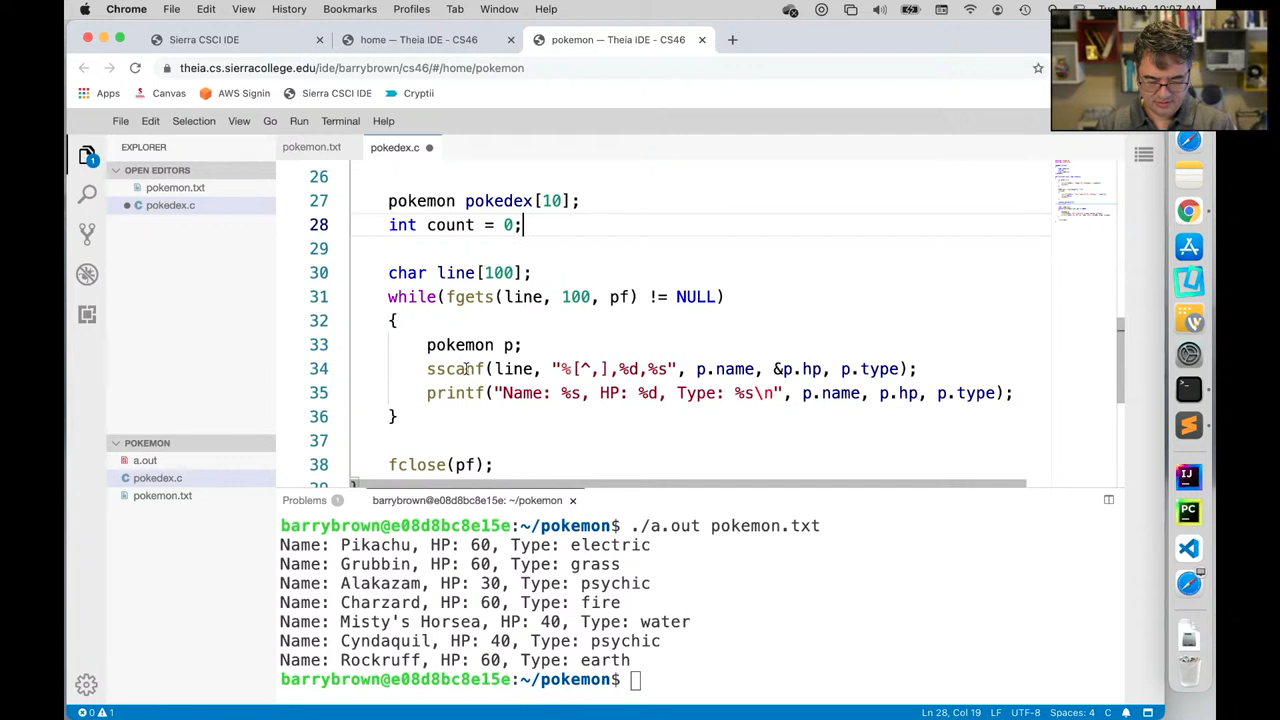 Chrome File Edit View History Bookmarks Profiles Tab Window Help
Sierra CSCI IDE
pokemon — Theia IDE - CS46
theia.cs.sierracollege.edu/ide/
brown/cs46/#/home/pokem
Apps Canvas AWS Signin Sierra CSCI IDE Cryptii
File Edit Selection View Go Run Terminal Help
EXPLORER
OPEN EDITORS
pokemon.txt
pokedex.c
POKEMON
a.out
pokedex.c
pokemon.txt
pokemon.txt pokedex.c
26
27 pokemon pokedex[10];
28 int count = 0;
29
30 char line[100];
31 while(fgets(line, 100, pf) != NULL)
32 {
33 pokemon p;
34 sscanf(line, "%[^,],%d,%s", p.name, &p.hp, p.type);
35 printf("Name: %s, HP: %d, Type: %s\n", p.name, p.hp, p.type);
36 }
37
38 fclose(pf);
Problems 1 barrybrown@e08d8bc8e15e: ~/pokemon
barrybrown@e08d8bc8e15e:~/pokemon$ ./a.out pokemon.txt
Name: Pikachu, HP: 60, Type: electric
Name: Grubbin, HP: 60, Type: grass
Name: Alakazam, HP: 30, Type: psychic
Name: Charzard, HP: 60, Type: fire
Name: Misty's Horsea, HP: 40, Type: water
Name: Cyndaquil, HP: 40, Type: psychic
Name: Rockruff, HP: 60, Type: earth
barrybrown@e08d8bc8e15e:~/pokemon$
0 1 Ln 28, Col 19 LF UTF-8 Spaces: 4 C